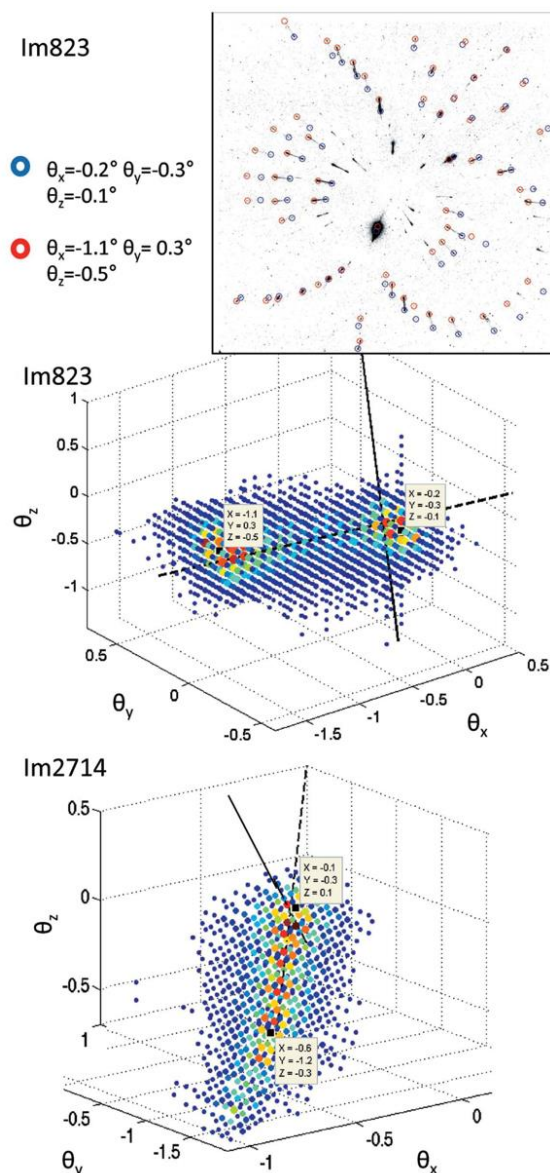 Im823
θx=-0.2° θy=-0.3°
θz=-0.1°
θx=-1.1° θy= 0.3°
θz=-0.5°
Im823
1
0.5
0
-0.5
-1
θz
X = -1.1
Y = 0.3
Z = -0.5
X = -0.2
Y = -0.3
Z = -0.1
0.5
0
-0.5
θy
-1.5
-1
-0.5
0
0.5
θx
Im2714
0.5
0
-0.5
-1
θz
X = -0.1
Y = -0.3
Z = 0.1
X = -0.6
Y = -1.2
Z = -0.3
1
-0.5
-1
-1.5
θy
-1
-0.5
0
θx